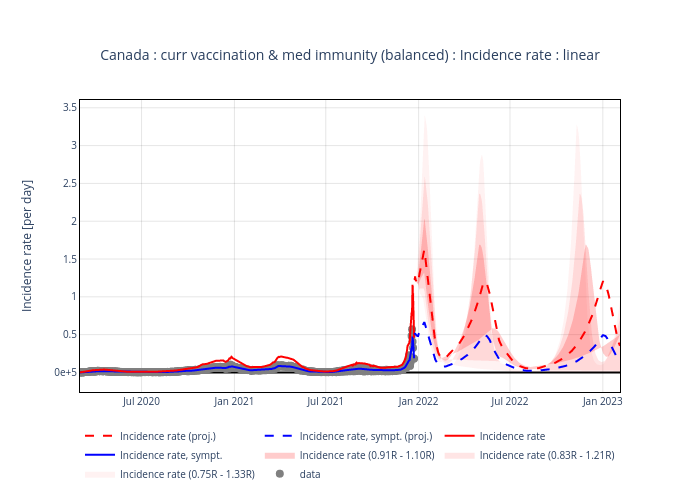 Canada : curr vaccination & med immunity (balanced) : Incidence rate : linear
Incidence rate [per day]
3.5
3
2.5
2
1.5
1
0.5
0e+5
Jul 2020
Jan 2021
Jul 2021
Jan 2022
Jul 2022
Jan 2023
Incidence rate (proj.)
Incidence rate, sympt. (proj.)
Incidence rate
Incidence rate, sympt.
Incidence rate (0.91R - 1.10R)
Incidence rate (0.83R - 1.21R)
Incidence rate (0.75R - 1.33R)
data